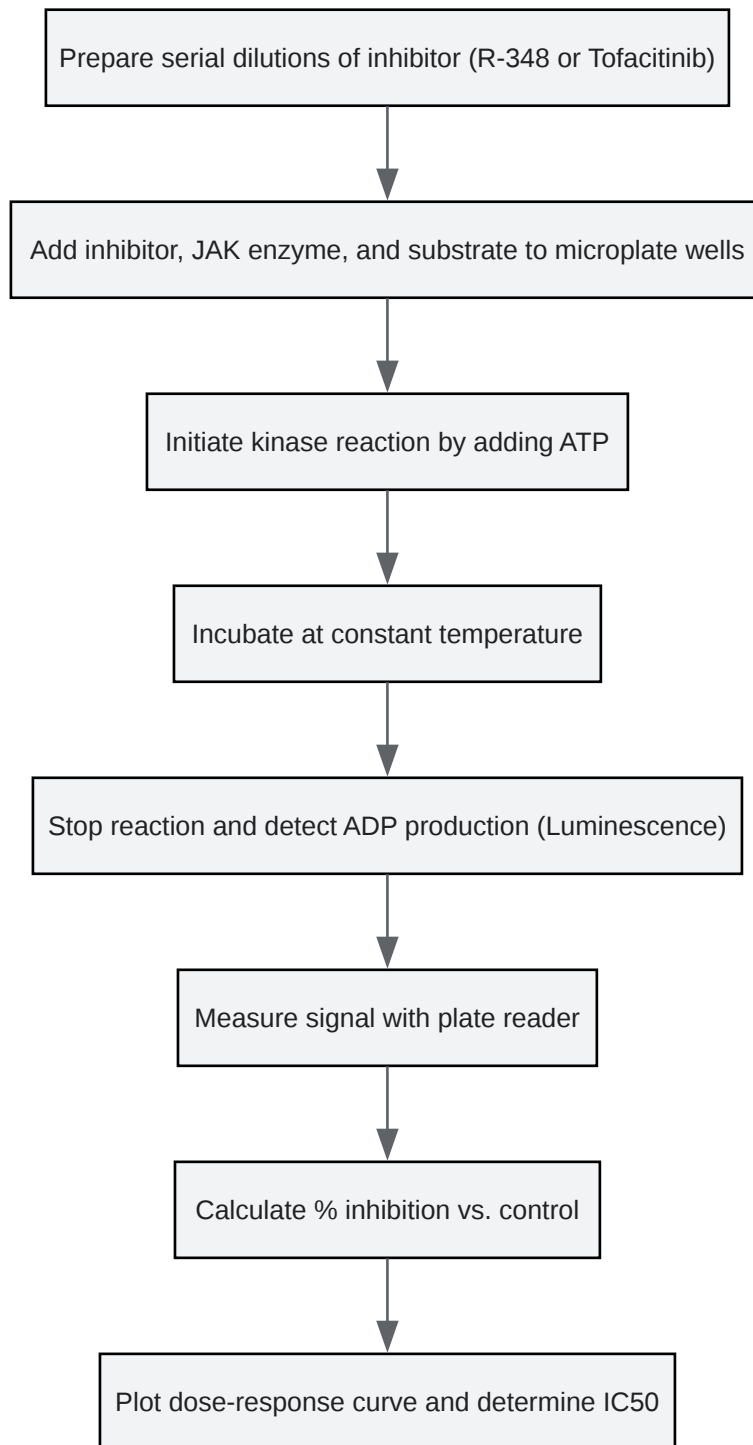 Prepare serial dilutions of inhibitor (R-348 or Tofacitinib)
Add inhibitor, JAK enzyme, and substrate to microplate wells
Initiate kinase reaction by adding ATP
Incubate at constant temperature
Stop reaction and detect ADP production (Luminescence)
Measure signal with plate reader
Calculate % inhibition vs. control
Plot dose-response curve and determine IC50